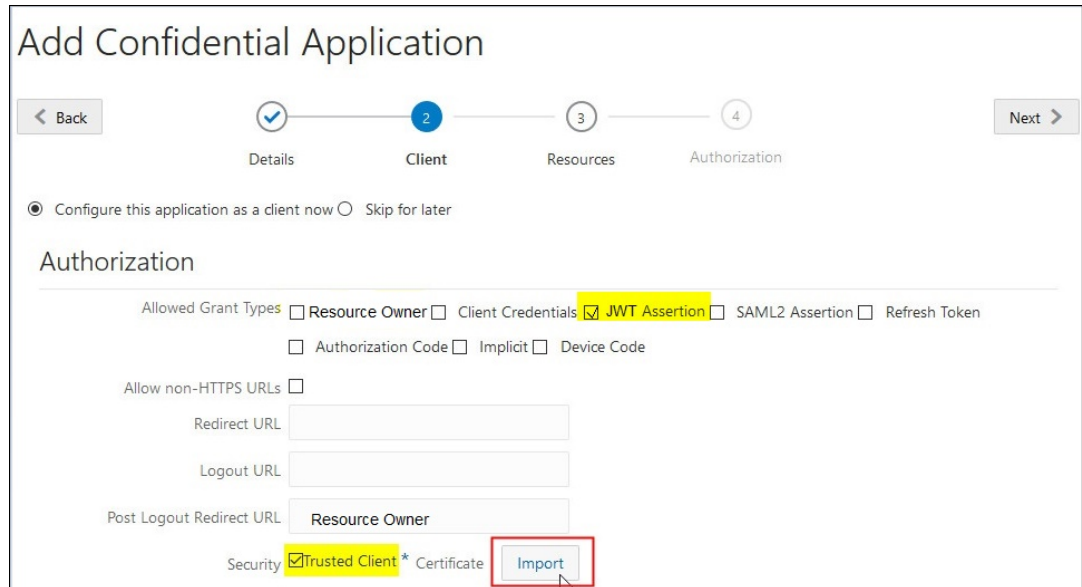 Add Confidential Application
Back 2 3 4 Next
Details Client Resources Authorization
Configure this application as a client now Skip for later
Authorization
Allowed Grant Types Resource Owner Client Credentials JWT Assertion SAML2 Assertion Refresh Token
Authorization Code Implicit Device Code
Allow non-HTTPS URLs
Redirect URL
Logout URL
Post Logout Redirect URL Resource Owner
Security Trusted Client * Certificate Import